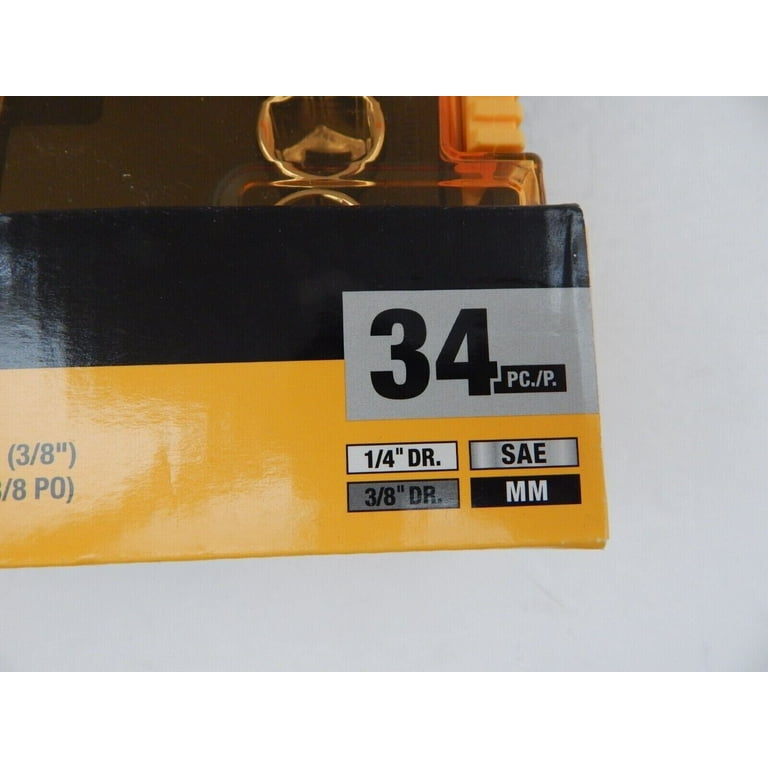 34 PC./P.
(3/8")
/8 PO)
1/4" DR.
SAE
3/8" DR.
MM